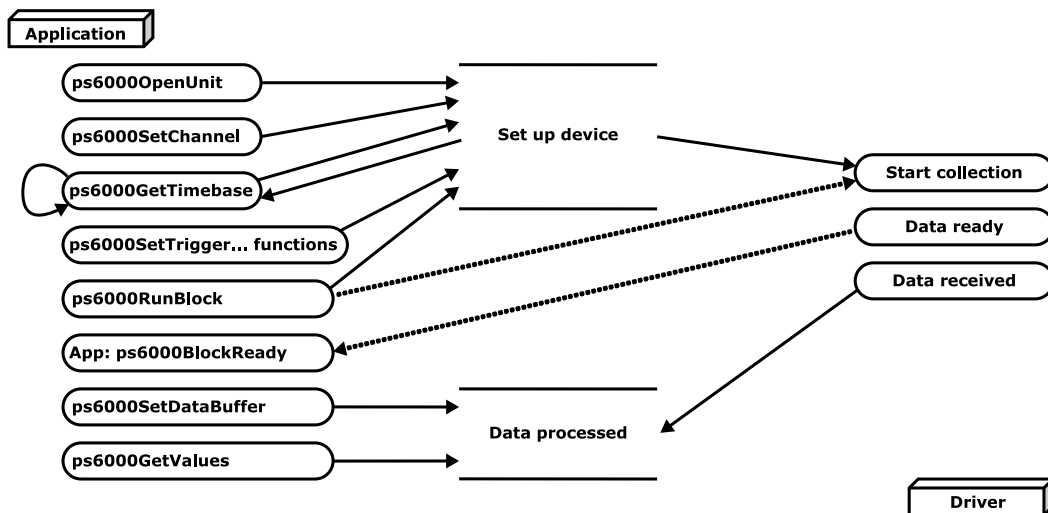 Application
ps6000OpenUnit
ps6000SetChannel
Set up device
ps6000GetTimebase
Start collection
ps6000SetTrigger... functions
Data ready
ps6000RunBlock
Data received
App: ps6000BlockReady
ps6000SetDataBuffer
Data processed
ps6000GetValues
Driver